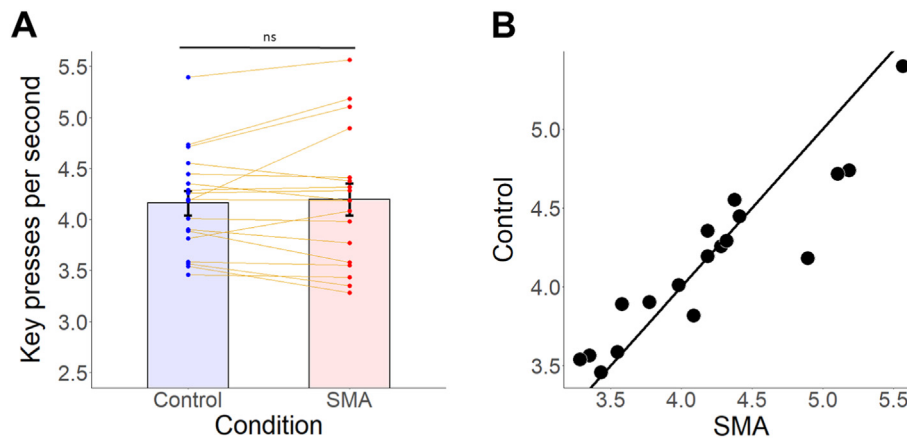 A
ns
Key presses per second
5.5
5.0
4.5
4.0
3.5
3.0
2.5
Control SMA
Condition
B
Control
5.0
4.5
4.0
3.5
3.5 4.0 4.5 5.0 5.5
SMA